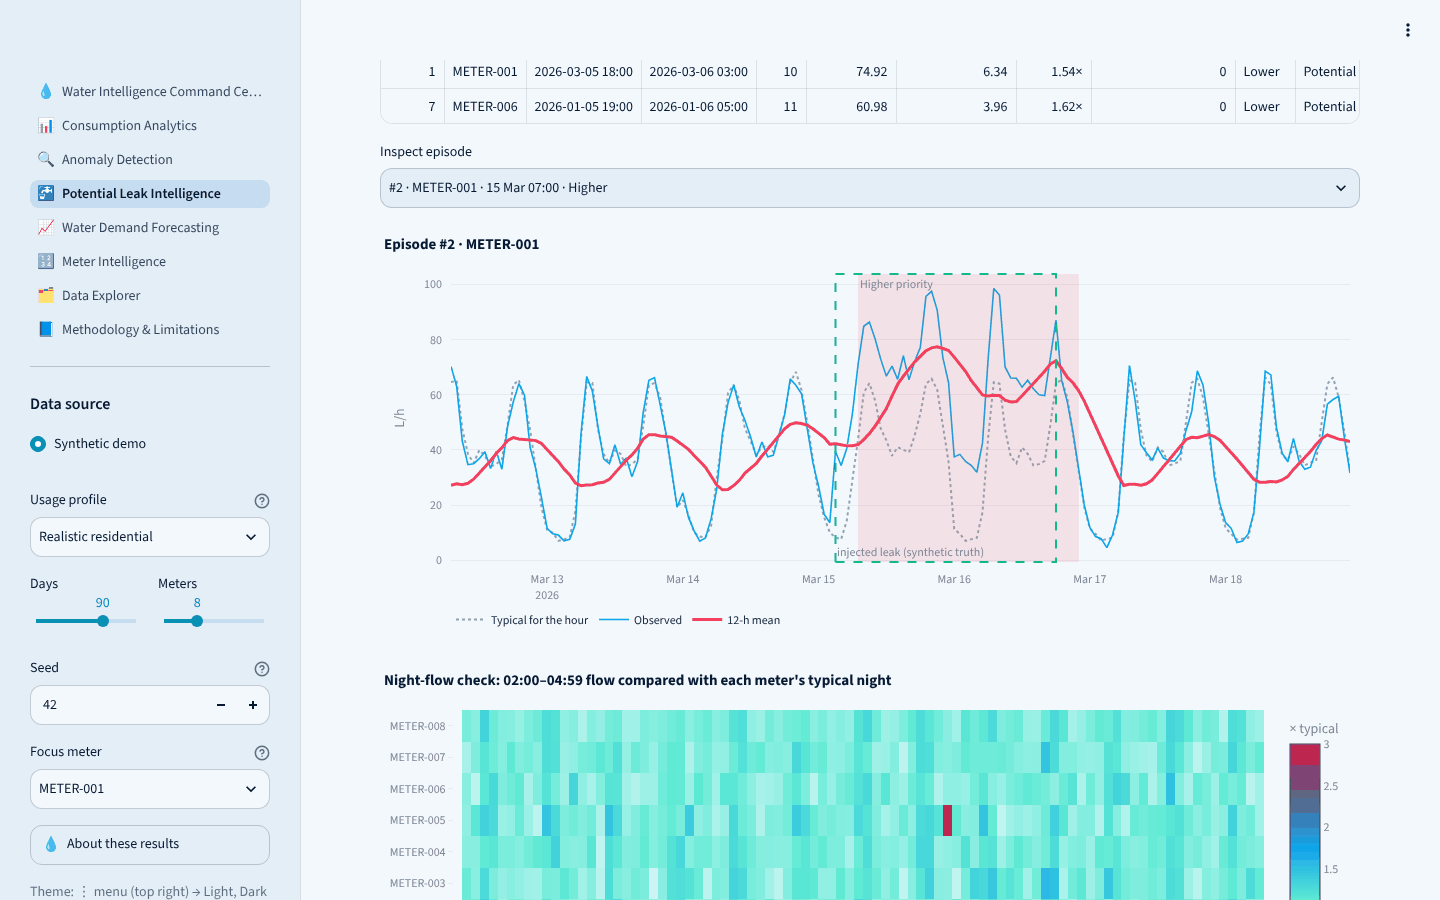 💧 Water Intelligence Command Ce…
📊 Consumption Analytics
🔍 Anomaly Detection
🚰 Potential Leak Intelligence
📈 Water Demand Forecasting
🔢 Meter Intelligence
🗂️ Data Explorer
📘 Methodology & Limitations
Data source
Synthetic demo
Usage profile
Realistic residential
Days Meters
90 8
Seed
42 − +
Focus meter
METER-001
💧 About these results
Theme: ⋮ menu (top right) → Light, Dark
1 METER-001 2026-03-05 18:00 2026-03-06 03:00 10 74.92 6.34 1.54× 0 Lower Potential
7 METER-006 2026-01-05 19:00 2026-01-06 05:00 11 60.98 3.96 1.62× 0 Lower Potential
Inspect episode
#2 · METER-001 · 15 Mar 07:00 · Higher
Episode #2 · METER-001
100
80
60
40
20
0
L/h
Higher priority
injected leak (synthetic truth)
Mar 13 Mar 14 Mar 15 Mar 16 Mar 17 Mar 18
2026
Typical for the hour Observed 12-h mean
Night-flow check: 02:00–04:59 flow compared with each meter's typical night
METER-008
METER-007
METER-006
METER-005
METER-004
METER-003
× typical
3
2.5
2
1.5